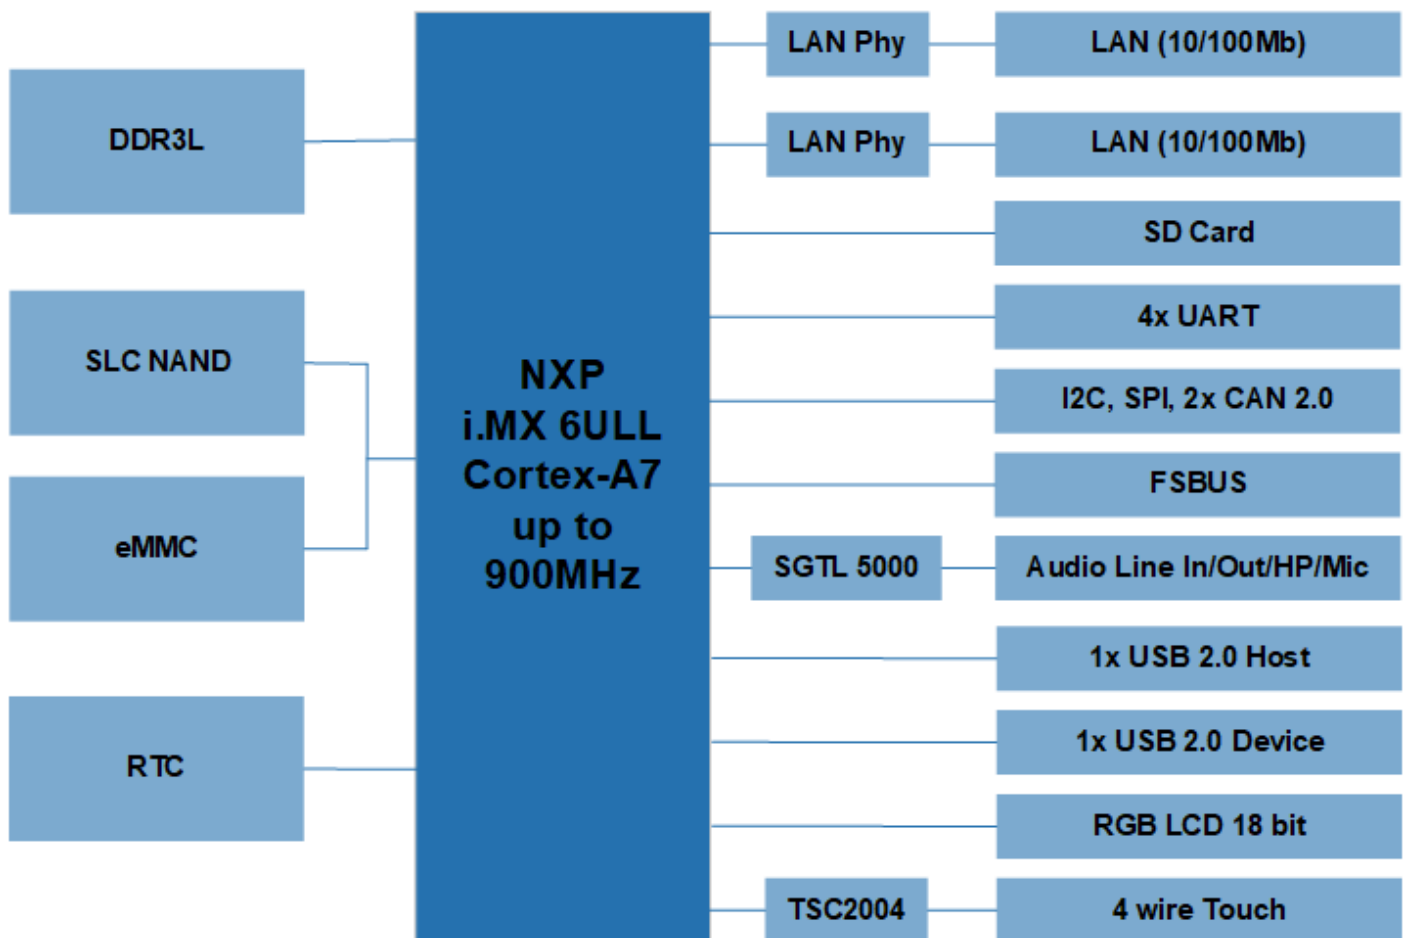 DDR3L
SLC NAND
eMMC
RTC
NXP
i.MX 6ULL
Cortex-A7
up to
900MHz
LAN Phy
LAN (10/100Mb)
LAN Phy
LAN (10/100Mb)
SD Card
4x UART
I2C, SPI, 2x CAN 2.0
FSBUS
SGTL 5000
Audio Line In/Out/HP/Mic
1x USB 2.0 Host
1x USB 2.0 Device
RGB LCD 18 bit
TSC2004
4 wire Touch